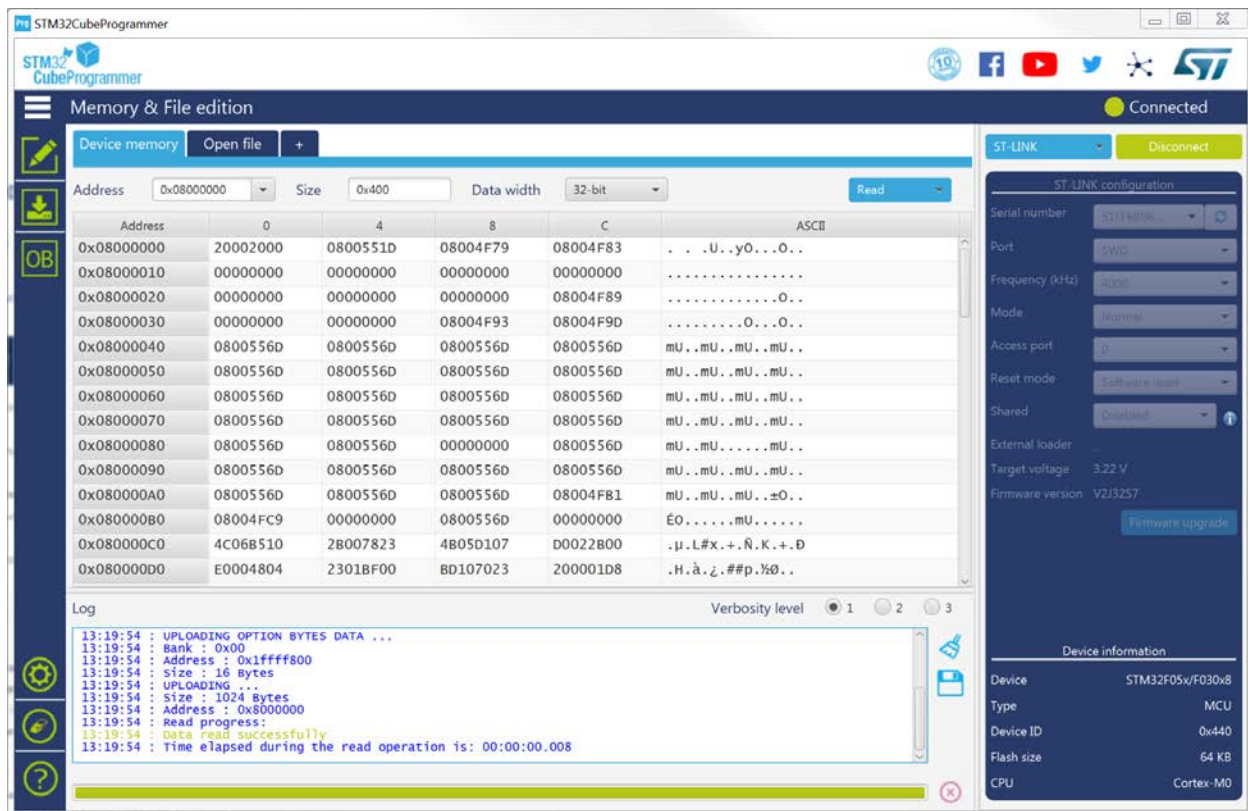 Prg STM32CubeProgrammer
STM32
CubeProgrammer
10
Memory & File edition
Connected
Device memory Open file +
ST-LINK Disconnect
Address 0x08000000 Size 0x400 Data width 32-bit Read
Address 0 4 8 C ASCII
0x08000000 20002000 0800551D 08004F79 08004F83 . . .U..yO...O..
0x08000010 00000000 00000000 00000000 00000000 ................
0x08000020 00000000 00000000 00000000 08004F89 .............O..
0x08000030 00000000 00000000 08004F93 08004F9D .........O...O..
0x08000040 0800556D 0800556D 0800556D 0800556D mU..mU..mU..mU..
0x08000050 0800556D 0800556D 0800556D 0800556D mU..mU..mU..mU..
0x08000060 0800556D 0800556D 0800556D 0800556D mU..mU..mU..mU..
0x08000070 0800556D 0800556D 0800556D 0800556D mU..mU..mU..mU..
0x08000080 0800556D 0800556D 00000000 0800556D mU..mU......mU..
0x08000090 0800556D 0800556D 0800556D 0800556D mU..mU..mU..mU..
0x080000A0 0800556D 0800556D 0800556D 08004FB1 mU..mU..mU..±O..
0x080000B0 08004FC9 00000000 0800556D 00000000 ÉO......mU......
0x080000C0 4C06B510 2B007823 4B05D107 D0022B00 .µ.L#x.+.Ñ.K.+.Ð
0x080000D0 E0004804 2301BF00 BD107023 200001D8 .H.à.¿.##p.½Ø..
OB
Log Verbosity level 1 2 3
13:19:54 : UPLOADING OPTION BYTES DATA ...
13:19:54 : Bank : 0x00
13:19:54 : Address : 0x1ffff800
13:19:54 : Size : 16 Bytes
13:19:54 : UPLOADING ...
13:19:54 : Size : 1024 Bytes
13:19:54 : Address : 0x8000000
13:19:54 : Read progress:
13:19:54 : Data read successfully
13:19:54 : Time elapsed during the read operation is: 00:00:00.008
ST-LINK configuration
Serial number
Port SWD
Frequency (kHz) 4000
Mode Normal
Access port 0
Reset mode Software reset
Shared Disabled
External loader -
Target voltage 3.22 V
Firmware version V2J32S7
Firmware upgrade
Device information
Device STM32F05x/F030x8
Type MCU
Device ID 0x440
Flash size 64 KB
CPU Cortex-M0